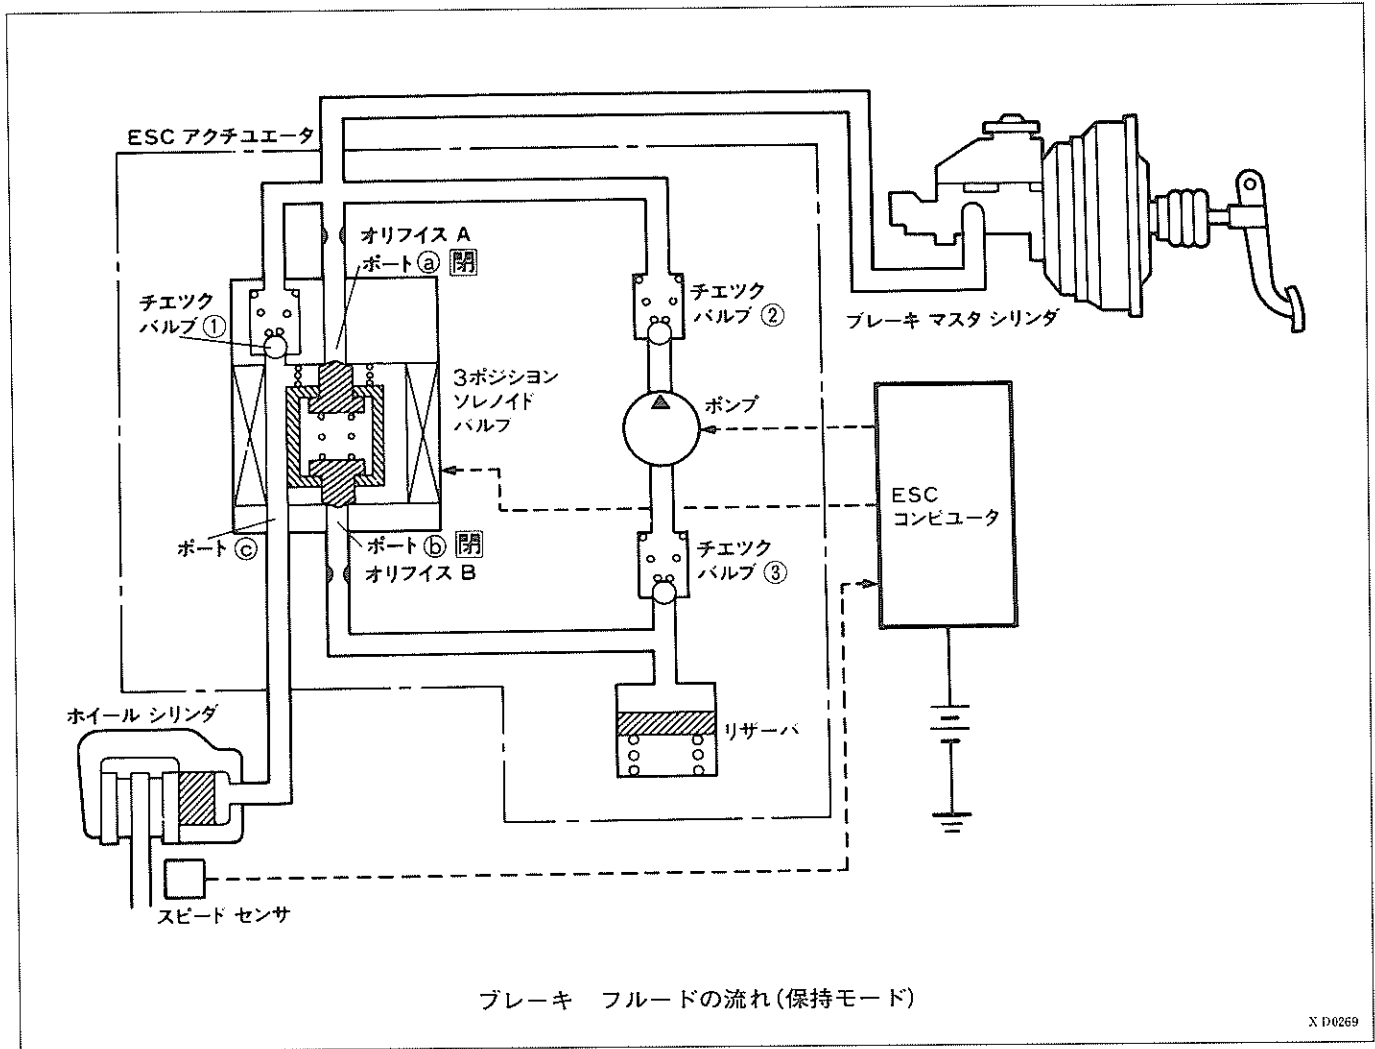 ESC アクチユエータ
オリフイス A
ポート ⓐ 閉
チエツク
バルブ ①
チエツク
バルブ ②
ブレーキ マスタ シリンダ
3ポジシヨン
ソレノイド
バルブ
ポンプ
ESC
コンピユータ
ポート ⓒ
ポート ⓑ 閉
オリフイス B
チエツク
バルブ ③
ホイール シリンダ
リザーバ
スピード センサ
ブレーキ フルードの流れ(保持モード)
X D0269